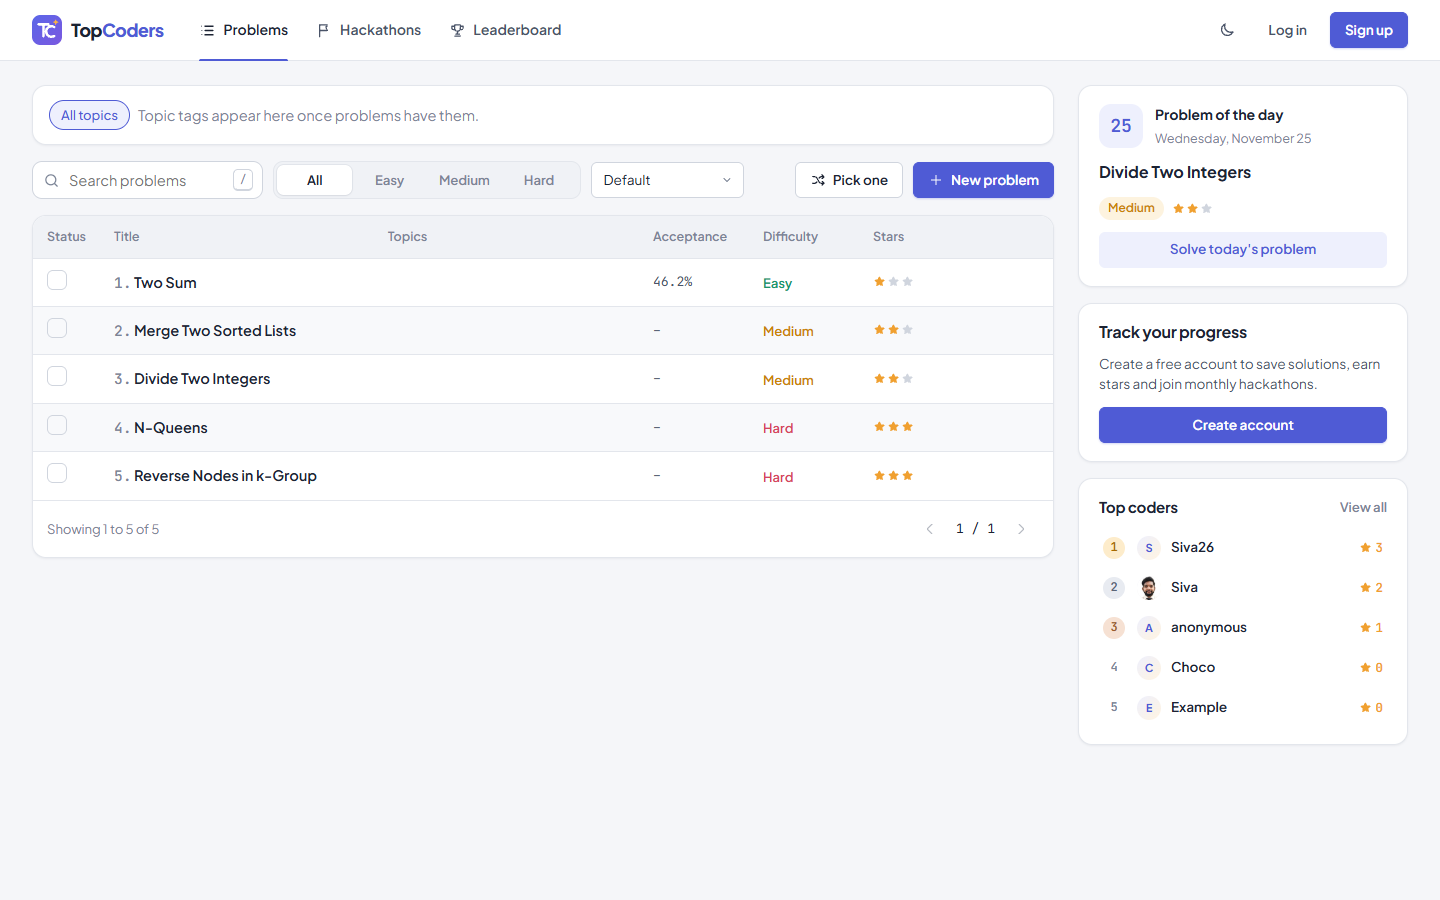 TC TopCoders
Problems
Hackathons
Leaderboard
Log in
Sign up
All topics
Topic tags appear here once problems have them.
Search problems
/
All
Easy
Medium
Hard
Default
Pick one
New problem
Status Title Topics Acceptance Difficulty Stars
1. Two Sum 46.2% Easy
2. Merge Two Sorted Lists – Medium
3. Divide Two Integers – Medium
4. N-Queens – Hard
5. Reverse Nodes in k-Group – Hard
Showing 1 to 5 of 5
1 / 1
25
Problem of the day
Wednesday, November 25
Divide Two Integers
Medium
Solve today's problem
Track your progress
Create a free account to save solutions, earn
stars and join monthly hackathons.
Create account
Top coders
View all
1 S Siva26 3
2 Siva 2
3 A anonymous 1
4 C Choco 0
5 E Example 0